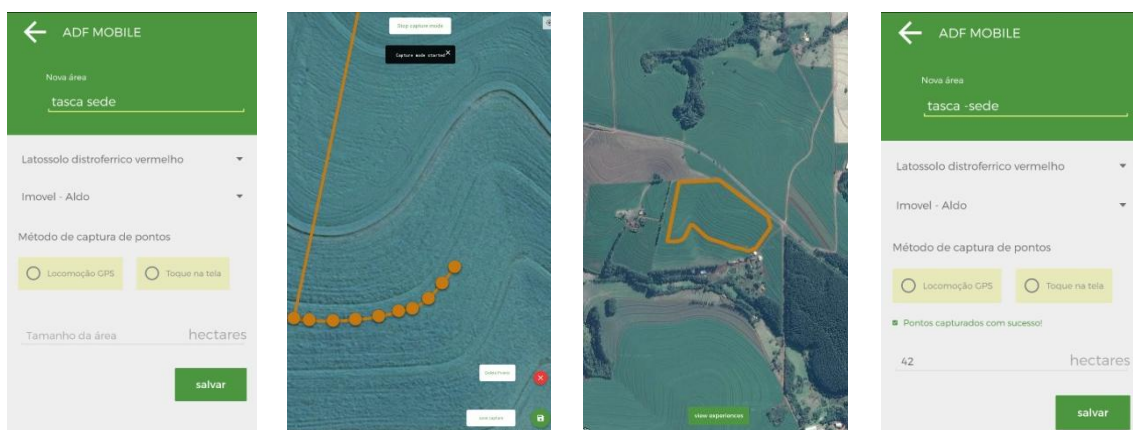 ADF MOBILE
Nova área
tasca sede
Latossolo distroferrico vermelho
Imovel - Aldo
Método de captura de pontos
Locomoção GPS
Toque na tela
Tamanho da área
hectares
salvar
Stop capture mode
Capture mode started
view experiences
ADF MOBILE
Nova área
tasca -sede
Latossolo distroferrico vermelho
Imovel - Aldo
Método de captura de pontos
Locomoção GPS
Toque na tela
Pontos capturados com sucesso!
42
hectares
salvar